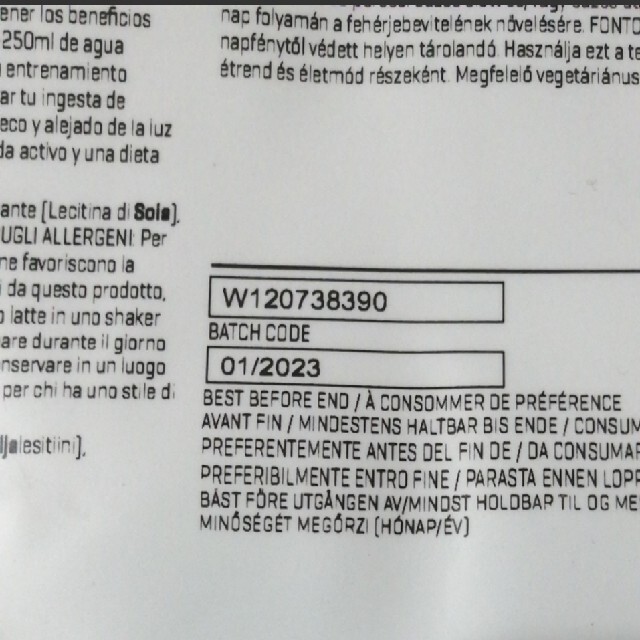 ener los beneficios
250ml de agua
entrenamiento
ar tu ingesta de
eco y alejado de la luz
da activo y una dieta
ante [Lecitina di Soia].
UGLI ALLERGENI: Per
ne favoriscono la
i da questo prodotto,
o latte in uno shaker
are durante il giorno
nservare in un luogo
per chi ha uno stile di
ijalesitiini].
nap folyamán a fehérjebevitelének növelésére. FONTO
napfénytől védett helyen tárolandó. Használja ezt a te
étrend és életmód részeként. Megfelelő vegetáriánus
W120738390
BATCH CODE
01/2023
BEST BEFORE END / À CONSOMMER DE PRÉFÉRENCE
AVANT FIN / MINDESTENS HALTBAR BIS ENDE / CONSUM
PREFERENTEMENTE ANTES DEL FIN DE / DA CONSUMAR
PREFERIBILMENTE ENTRO FINE / PARASTA ENNEN LOPP
BÄST FÖRE UTGÅNGEN AV/MINDST HOLDBAR TIL OG ME
MINŐSÉGÉT MEGŐRZI (HÓNAP/ÉV)